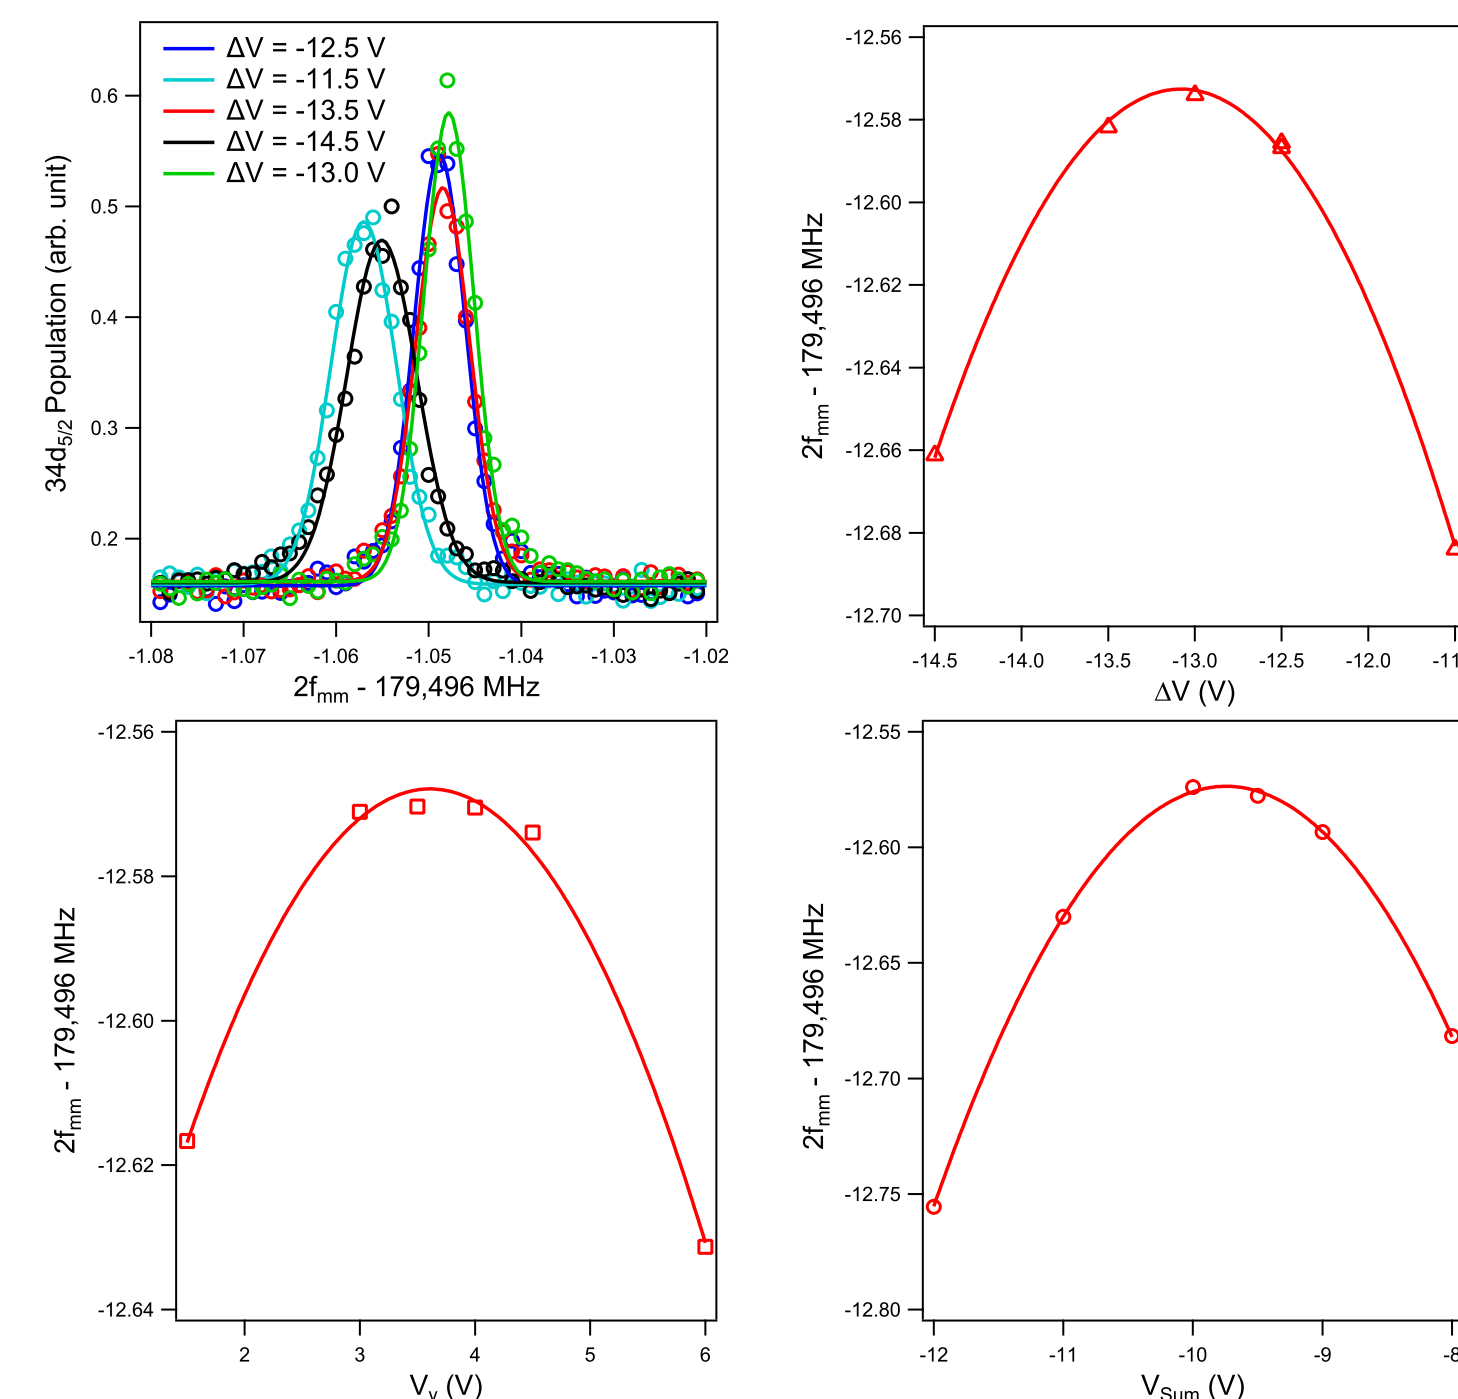 ΔV = -12.5 V
ΔV = -11.5 V
ΔV = -13.5 V
ΔV = -14.5 V
ΔV = -13.0 V
0.6
0.5
0.4
0.3
0.2
34d5/2 Population (arb. unit)
-1.08 -1.07 -1.06 -1.05 -1.04 -1.03 -1.02
2fmm - 179,496 MHz
-12.56
-12.58
-12.60
-12.62
-12.64
-12.66
-12.68
-12.70
2fmm - 179,496 MHz
-14.5 -14.0 -13.5 -13.0 -12.5 -12.0 -11
ΔV (V)
-12.56
-12.58
-12.60
-12.62
-12.64
2fmm - 179,496 MHz
2 3 4 5 6
(V)
-12.55
-12.60
-12.65
-12.70
-12.75
-12.80
2fmm - 179,496 MHz
-12 -11 -10 -9 -8
VSum (V)